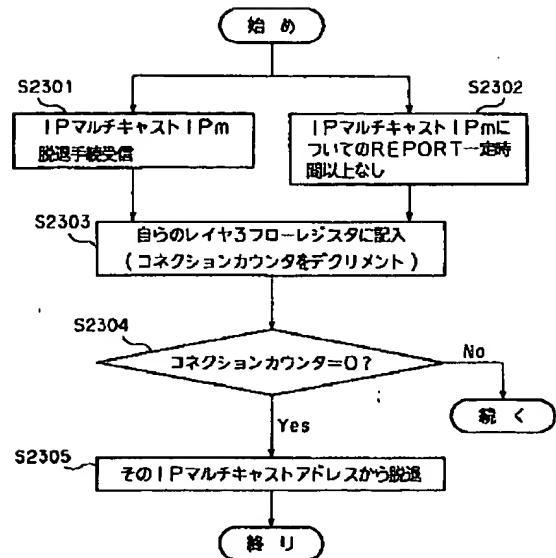 始め
S2301
IPマルチキャストIPm
脱退手続受信
S2302
IPマルチキャストIPmに
ついてのREPORT一定時
間以上なし
S2303
自らのレイヤ3フローレジスタに記入
(コネクションカウンタをデクリメント)
S2304
コネクションカウンタ=0?
No
続く
Yes
S2305
そのIPマルチキャストアドレスから脱退
終り